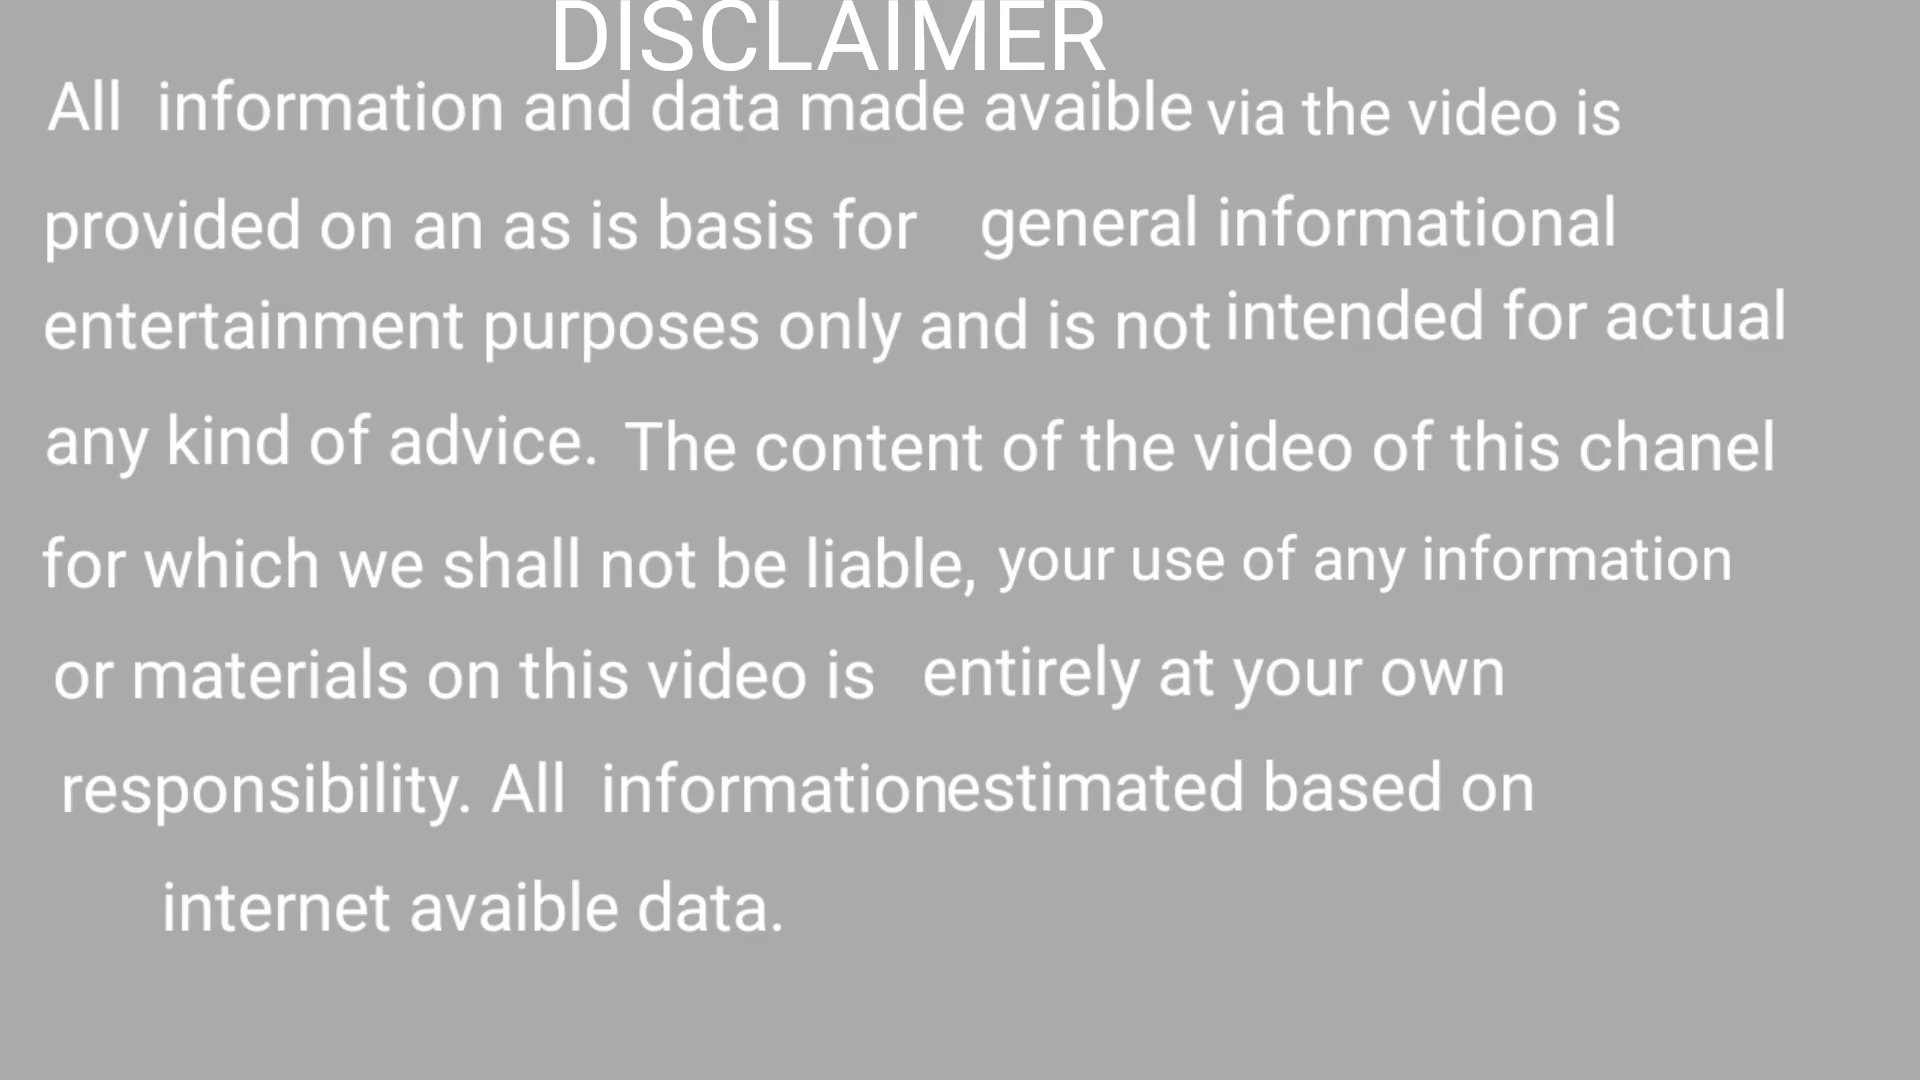 DISCLAIMER
All information and data made avaible via the video is
provided on an as is basis for general informational
entertainment purposes only and is not intended for actual
any kind of advice. The content of the video of this chanel
for which we shall not be liable, your use of any information
or materials on this video is entirely at your own
responsibility. All informationestimated based on
internet avaible data.